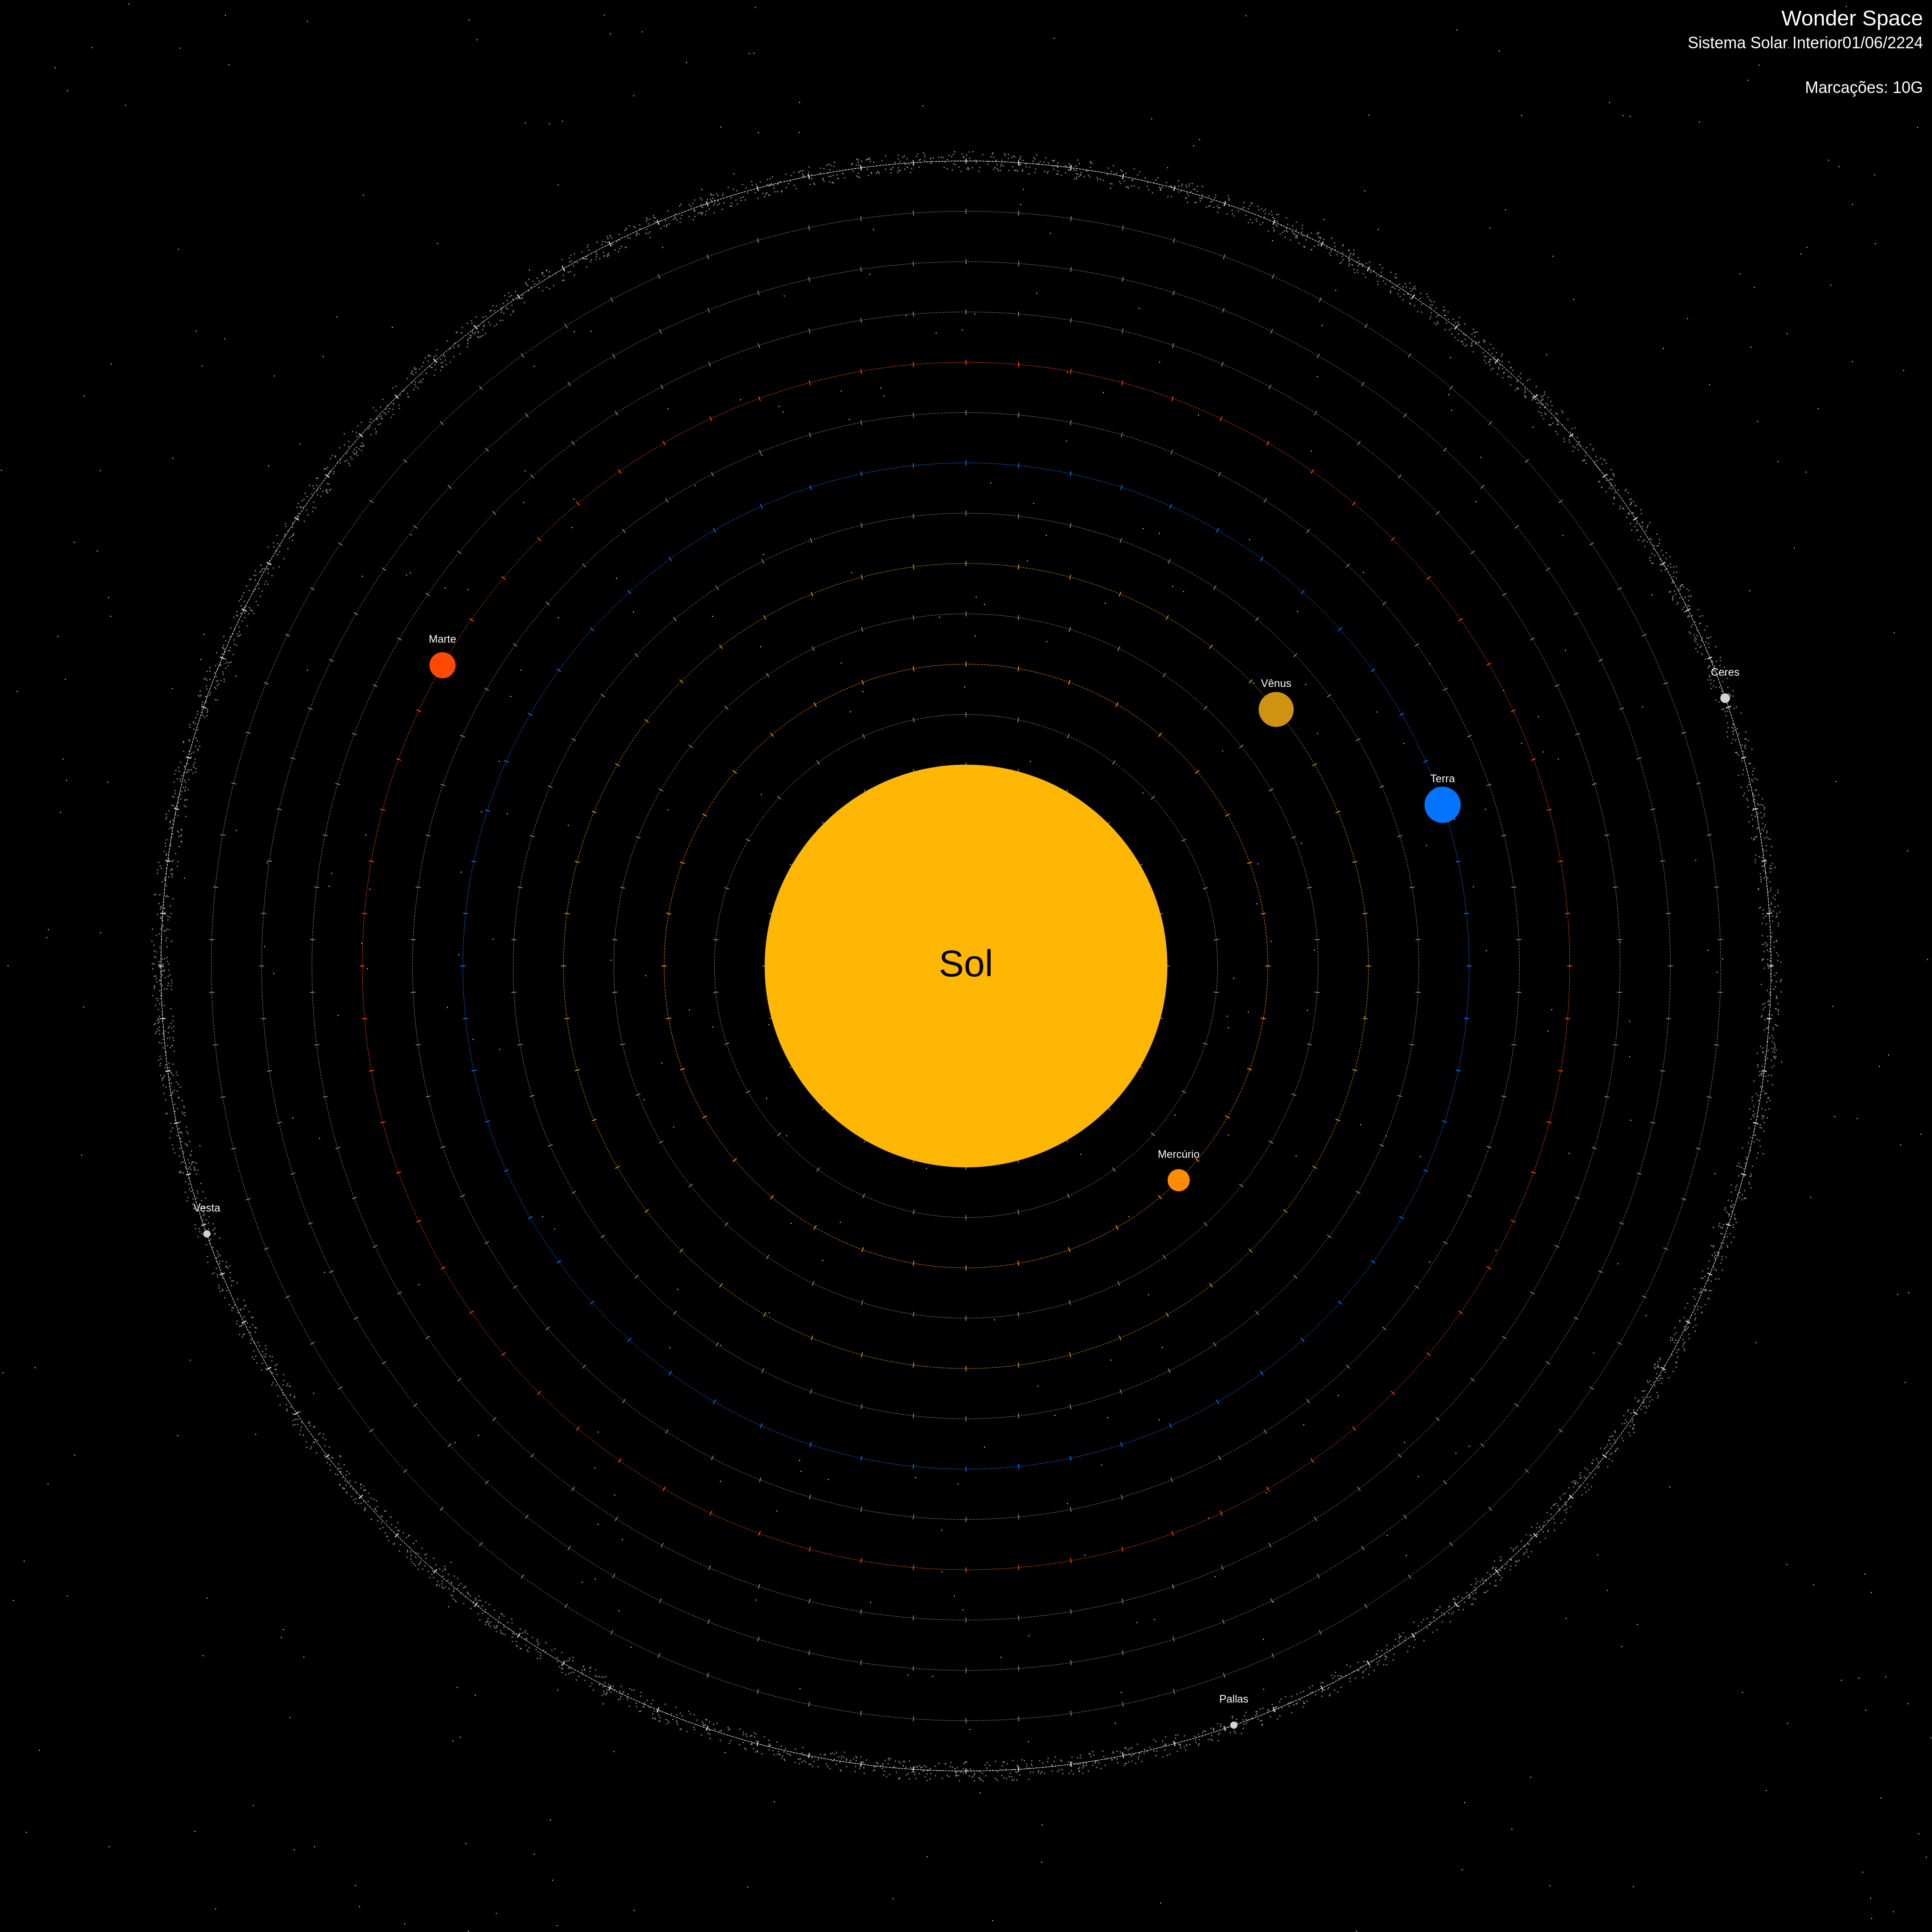 Wonder Space
Sistema Solar Interior01/06/2224
Marcações: 10G
Marte
Ceres
Vênus
Terra
Sol
Mercúrio
Vesta
Pallas